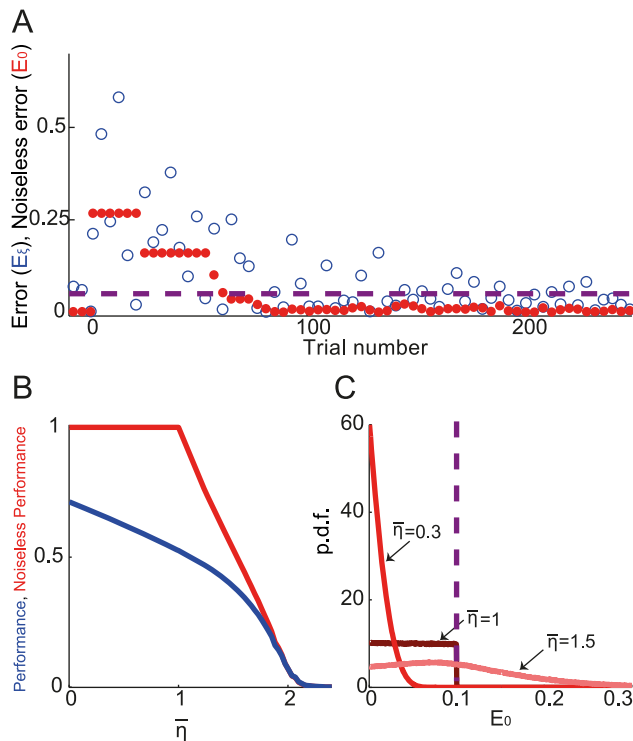 A
Error (Eξ), Noiseless error (E0)
0.5
0.25
0
0 100 200
Trial number
B
Performance, Noiseless Performance
1
0.5
0
0 1 2
η̅
C
p.d.f.
60
40
20
10
0
η̅=0.3
η̅=1
η̅=1.5
0 0.1 0.2 0.3
E0